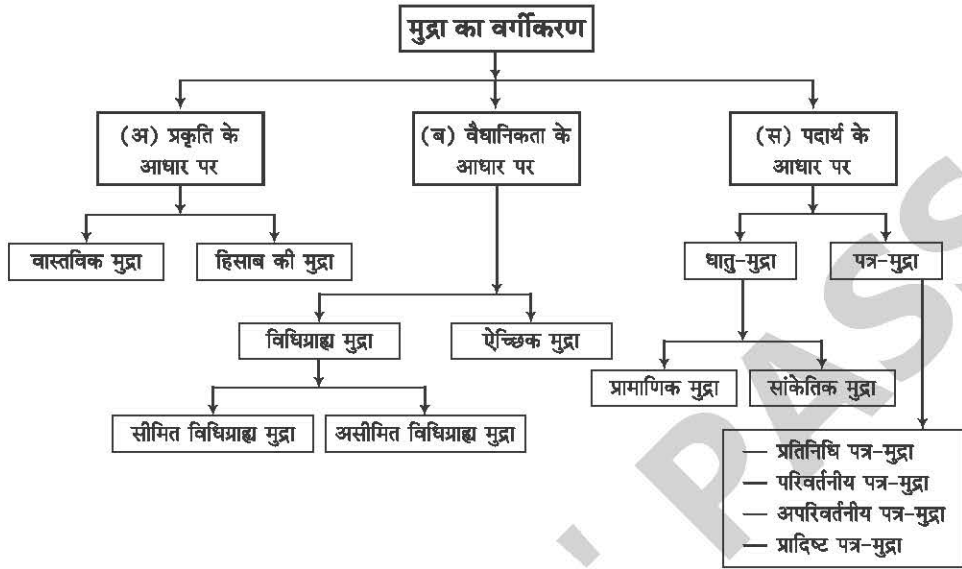 मुद्रा का वर्गीकरण
(अ) प्रकृति के
आधार पर
(ब) वैधानिकता के
आधार पर
(स) पदार्थ के
आधार पर
वास्तविक मुद्रा
हिसाब की मुद्रा
धातु-मुद्रा
पत्र-मुद्रा
विधिग्राह्य मुद्रा
ऐच्छिक मुद्रा
प्रामाणिक मुद्रा
सांकेतिक मुद्रा
सीमित विधिग्राह्य मुद्रा
असीमित विधिग्राह्य मुद्रा
— प्रतिनिधि पत्र-मुद्रा
— परिवर्तनीय पत्र-मुद्रा
— अपरिवर्तनीय पत्र-मुद्रा
— प्रादिष्ट पत्र-मुद्रा
' PASS